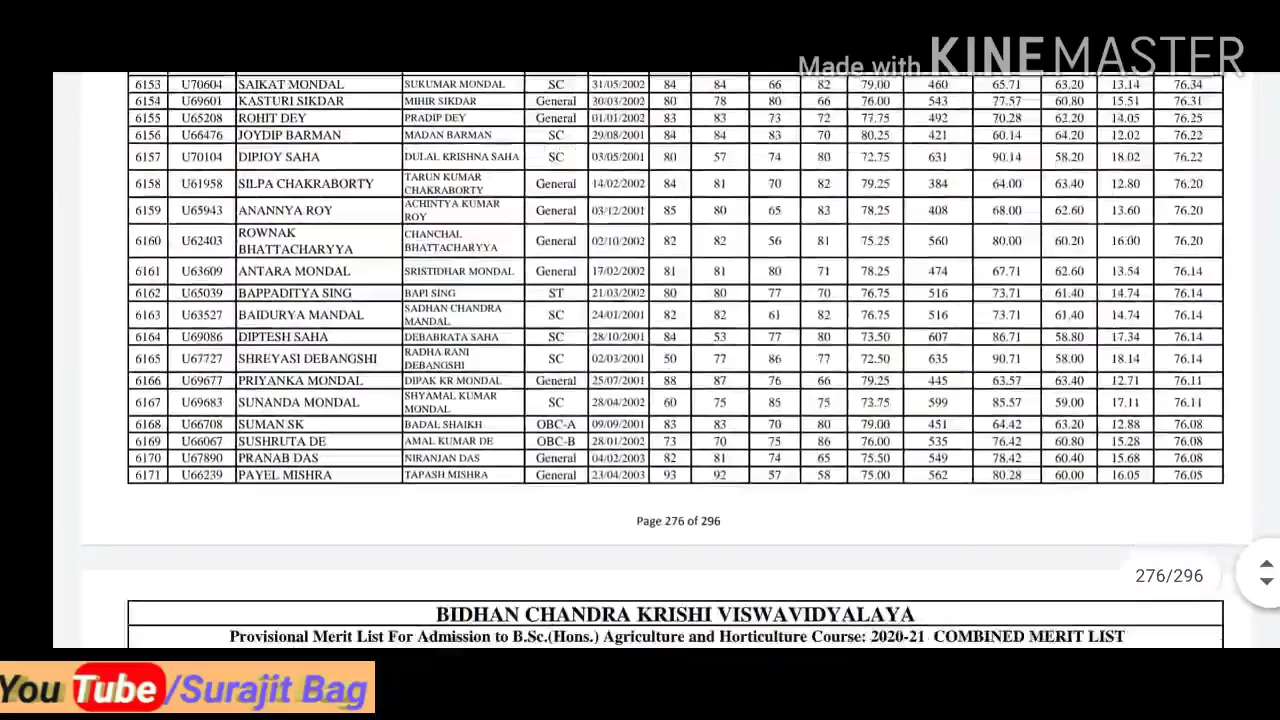 Made with KINEMASTER
6153 U70604 SAIKAT MONDAL SUKUMAR MONDAL SC 31/05/2002 84 84 66 82 79.00 460 65.71 63.20 13.14 76.34
6154 U69601 KASTURI SIKDAR MIHIR SIKDAR General 30/03/2002 80 78 80 66 76.00 543 77.57 60.80 15.51 76.31
6155 U65208 ROHIT DEY PRADIP DEY General 01/01/2002 83 83 73 72 77.75 492 70.28 62.20 14.05 76.25
6156 U66476 JOYDIP BARMAN MADAN BARMAN SC 29/08/2001 84 84 83 70 80.25 421 60.14 64.20 12.02 76.22
6157 U70104 DIPJOY SAHA DULAL KRISHNA SAHA SC 03/05/2001 80 57 74 80 72.75 631 90.14 58.20 18.02 76.22
6158 U61958 SILPA CHAKRABORTY TARUN KUMAR CHAKRABORTY General 14/02/2002 84 81 70 82 79.25 384 64.00 63.40 12.80 76.20
6159 U65943 ANANNYA ROY ACHINTYA KUMAR ROY General 03/12/2001 85 80 65 83 78.25 408 68.00 62.60 13.60 76.20
6160 U62403 ROWNAK BHATTACHARYYA CHANCHAL BHATTACHARYYA General 02/10/2002 82 82 56 81 75.25 560 80.00 60.20 16.00 76.20
6161 U63609 ANTARA MONDAL SRISTIDHAR MONDAL General 17/02/2002 81 81 80 71 78.25 474 67.71 62.60 13.54 76.14
6162 U65039 BAPPADITYA SING BAPI SING ST 21/03/2002 80 80 77 70 76.75 516 73.71 61.40 14.74 76.14
6163 U63527 BAIDURYA MANDAL SADHAN CHANDRA MANDAL SC 24/01/2001 82 82 61 82 76.75 516 73.71 61.40 14.74 76.14
6164 U69086 DIPTESH SAHA DEBABRATA SAHA SC 28/10/2001 84 53 77 80 73.50 607 86.71 58.80 17.34 76.14
6165 U67727 SHREYASI DEBANGSHI RADHA RANI DEBANGSHI SC 02/03/2001 50 77 86 77 72.50 635 90.71 58.00 18.14 76.14
6166 U69677 PRIYANKA MONDAL DIPAK KR MONDAL General 25/07/2001 88 87 76 66 79.25 445 63.57 63.40 12.71 76.11
6167 U69683 SUNANDA MONDAL SHYAMAL KUMAR MONDAL SC 28/04/2002 60 75 85 75 73.75 599 85.57 59.00 17.11 76.11
6168 U66708 SUMAN SK BADAL SHAIKH OBC-A 09/09/2001 83 83 70 80 79.00 451 64.42 63.20 12.88 76.08
6169 U66067 SUSHRUTA DE AMAL KUMAR DE OBC-B 28/01/2002 73 70 75 86 76.00 535 76.42 60.80 15.28 76.08
6170 U67890 PRANAB DAS NIRANJAN DAS General 04/02/2003 82 81 74 65 75.50 549 78.42 60.40 15.68 76.08
6171 U66239 PAYEL MISHRA TAPASH MISHRA General 23/04/2003 93 92 57 58 75.00 562 80.28 60.00 16.05 76.05
Page 276 of 296
276/296
BIDHAN CHANDRA KRISHI VISWAVIDYALAYA
Provisional Merit List For Admission to B.Sc.(Hons.) Agriculture and Horticulture Course: 2020-21 COMBINED MERIT LIST
You Tube/Surajit Bag